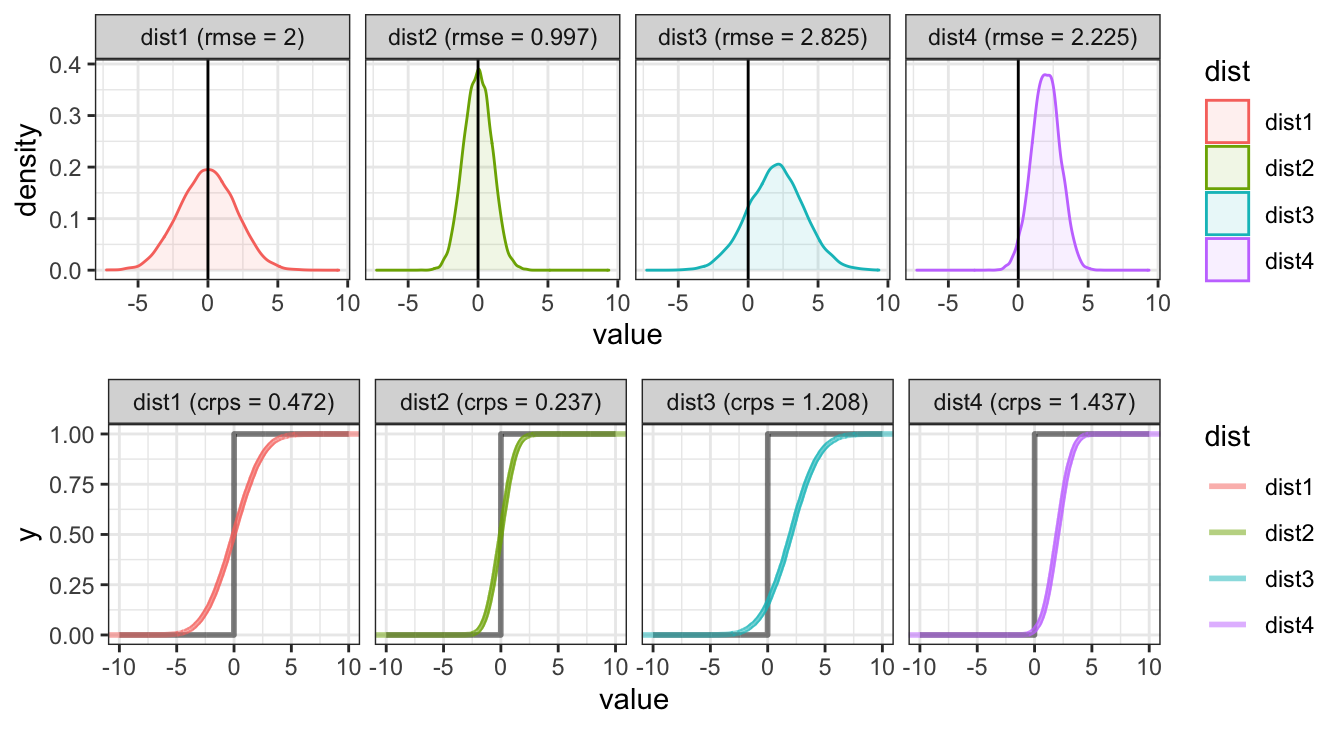 dist1 (rmse = 2) dist2 (rmse = 0.997) dist3 (rmse = 2.825) dist4 (rmse = 2.225)
0.4
0.3
0.2
0.1
0.0
density
-5 0 5 10 -5 0 5 10 -5 0 5 10 -5 0 5 10
value
dist
dist1
dist2
dist3
dist4
dist1 (crps = 0.472) dist2 (crps = 0.237) dist3 (crps = 1.208) dist4 (crps = 1.437)
1.00
0.75
0.50
0.25
0.00
y
-10 -5 0 5 10 -10 -5 0 5 10 -10 -5 0 5 10 -10 -5 0 5 10
value
dist
dist1
dist2
dist3
dist4